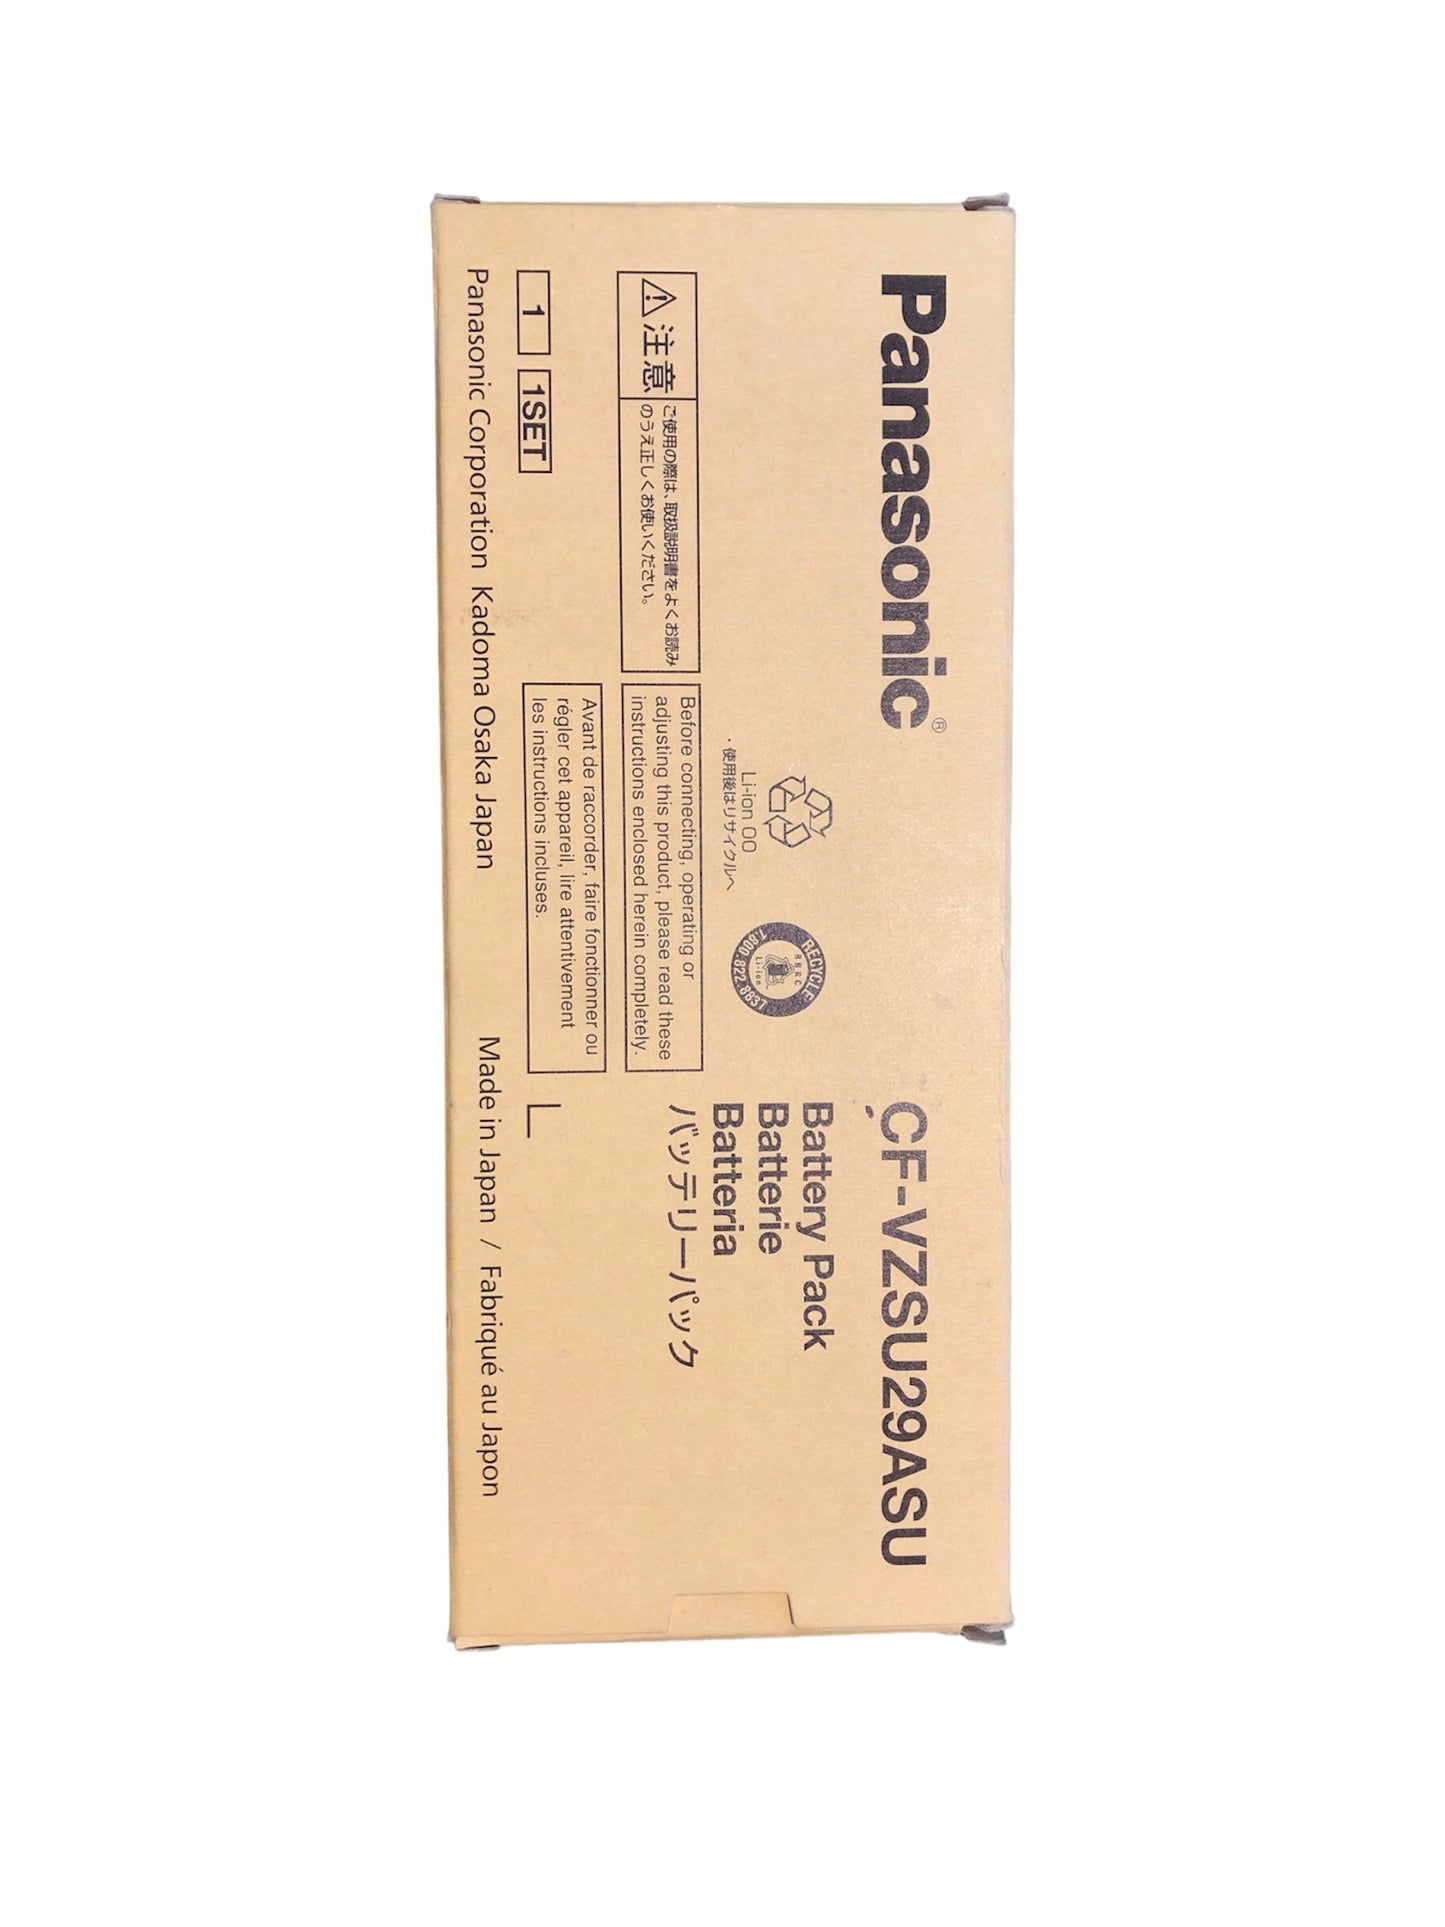 Panasonic®
CF-VZSU29ASU
Battery Pack
Batterie
Batteria
バッテリーパック
Li-ion 00
・使用後はリサイクルへ
RECYCLE
RBRC
Li-ion
1.800.822.8837
注意
ご使用の際は、取扱説明書をよくお読み
のうえ正しくお使いください。
Before connecting, operating or
adjusting this product, please read these
instructions enclosed herein completely.
Avant de raccorder, faire fonctionner ou
régler cet appareil, lire attentivement
les instructions incluses.
1 1SET
Panasonic Corporation Kadoma Osaka Japan
Made in Japan / Fabriqué au Japon